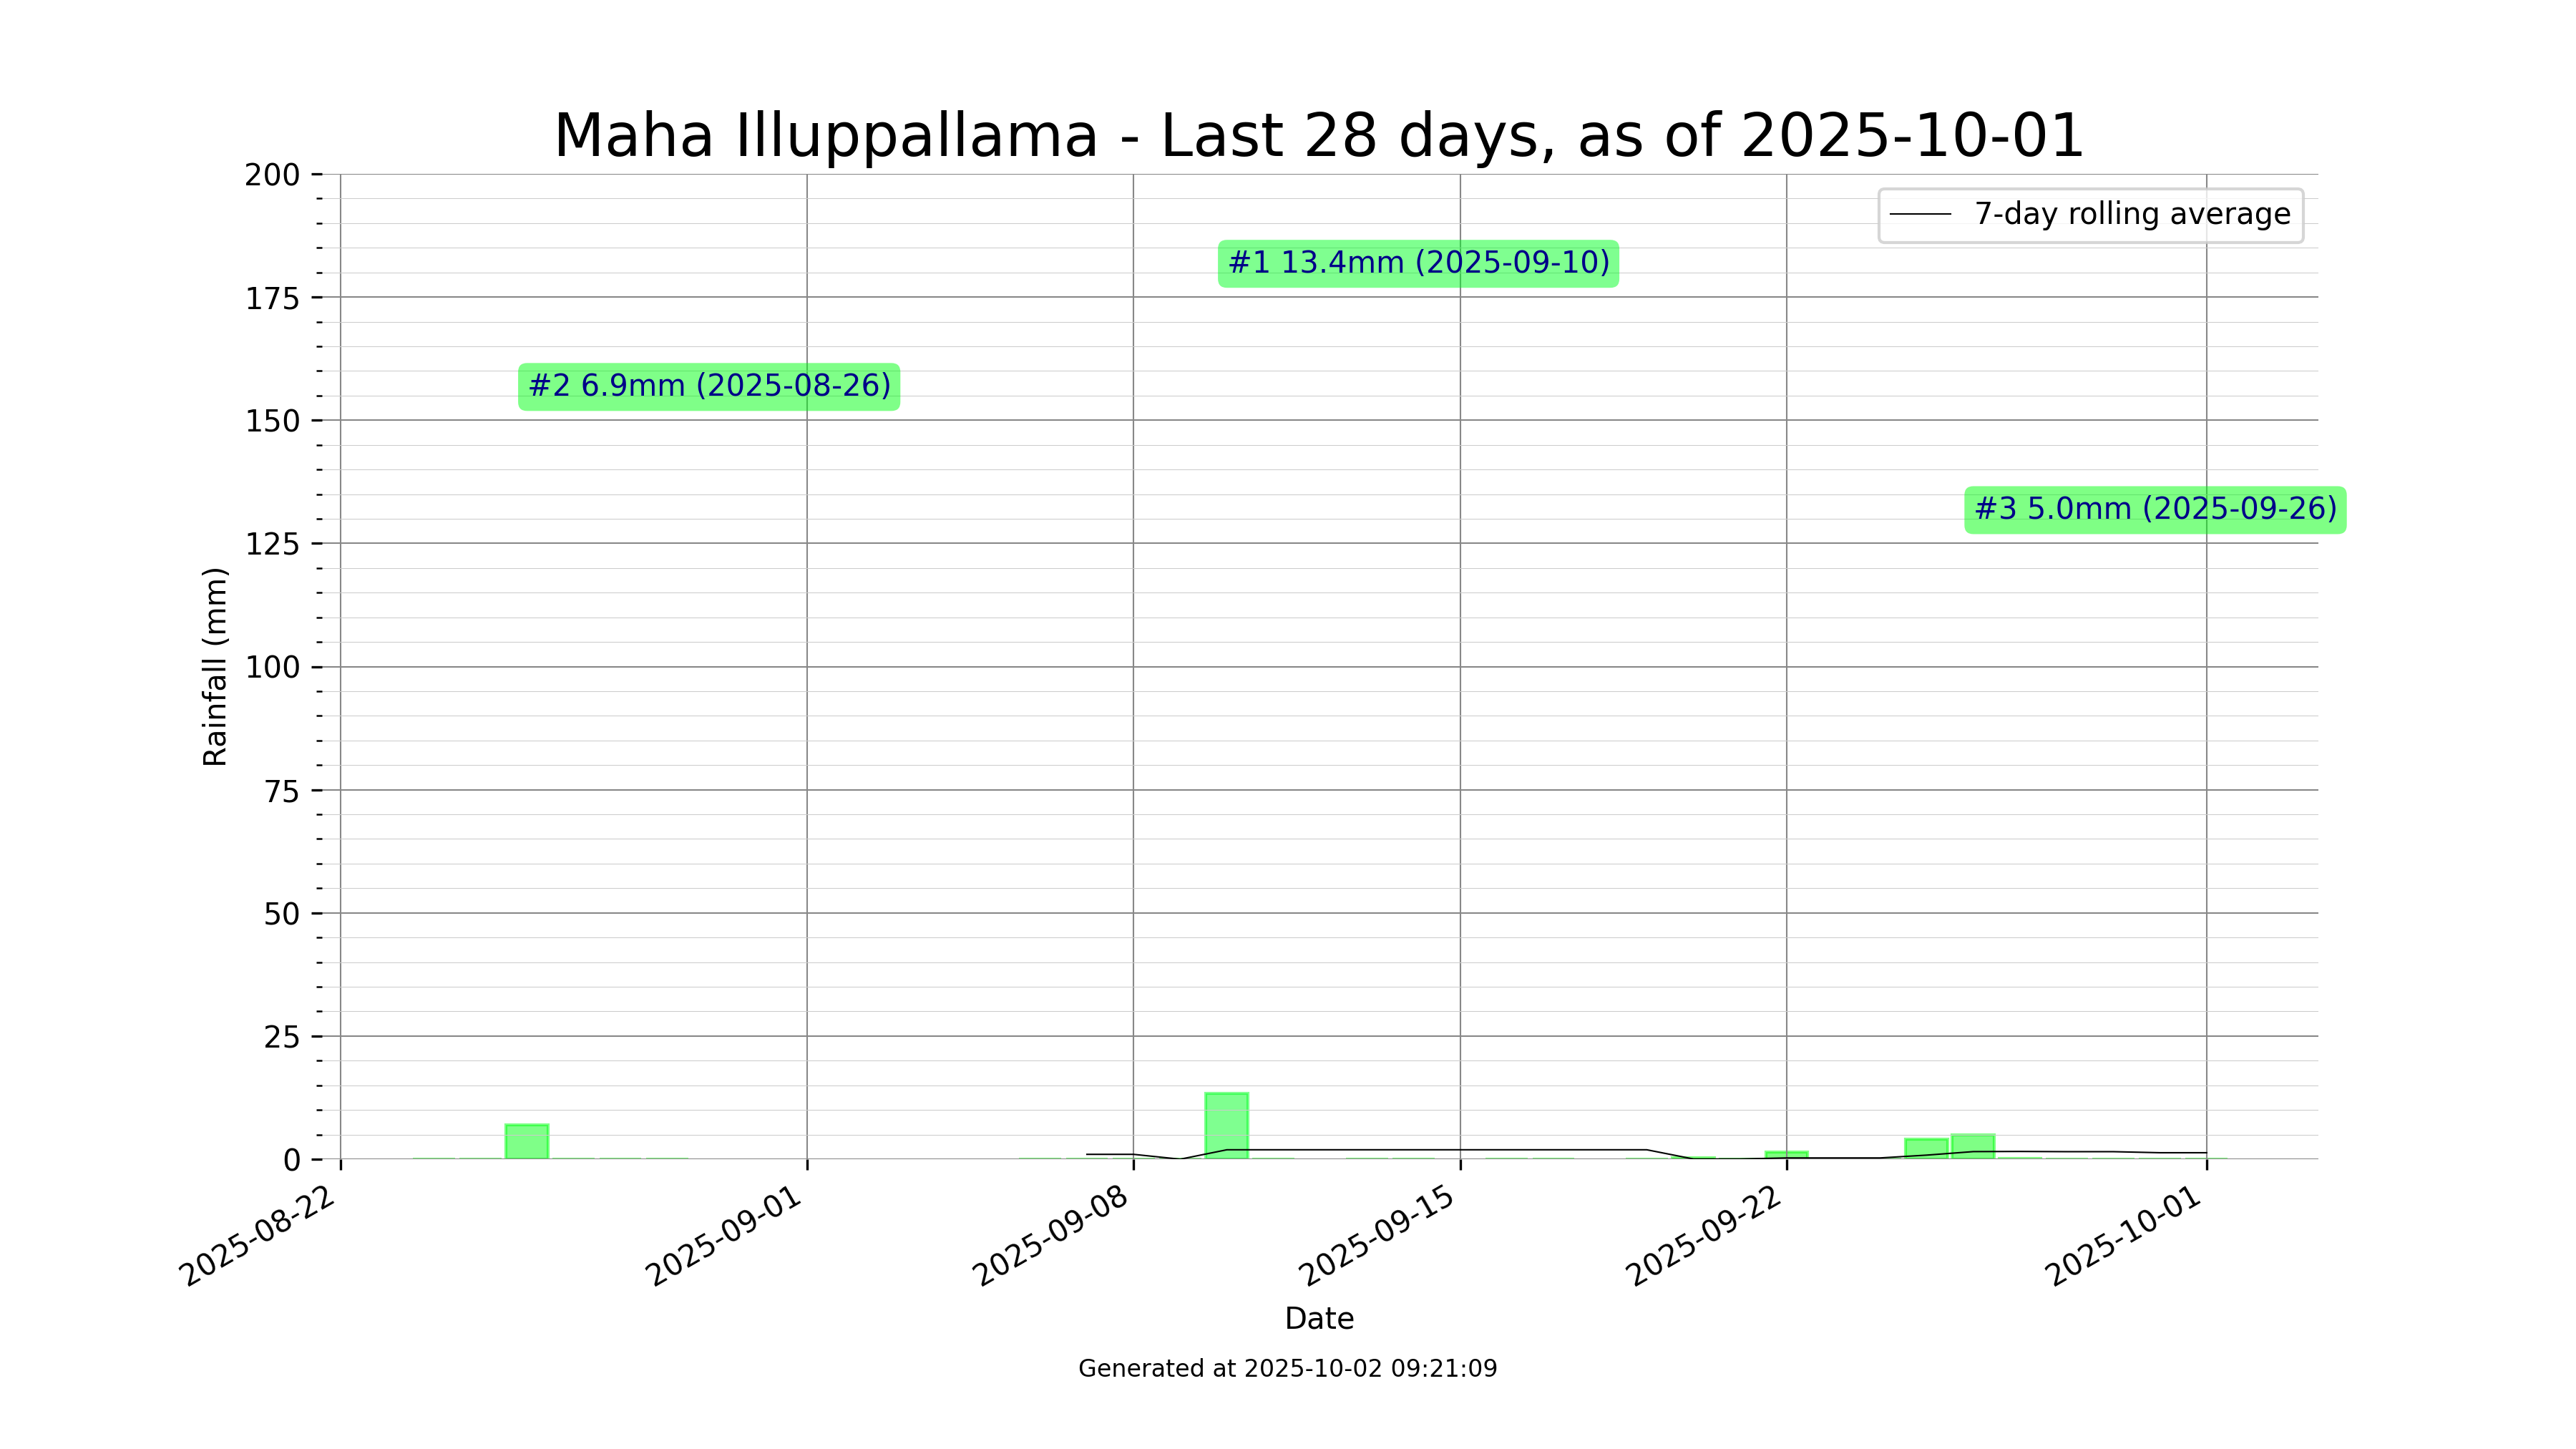 Maha Illuppallama - Last 28 days, as of 2025-10-01
7-day rolling average
#1 13.4mm (2025-09-10)
#2 6.9mm (2025-08-26)
#3 5.0mm (2025-09-26)
Rainfall (mm)
200
175
150
125
100
75
50
25
0
2025-08-22
2025-09-01
2025-09-08
2025-09-15
2025-09-22
2025-10-01
Date
Generated at 2025-10-02 09:21:09